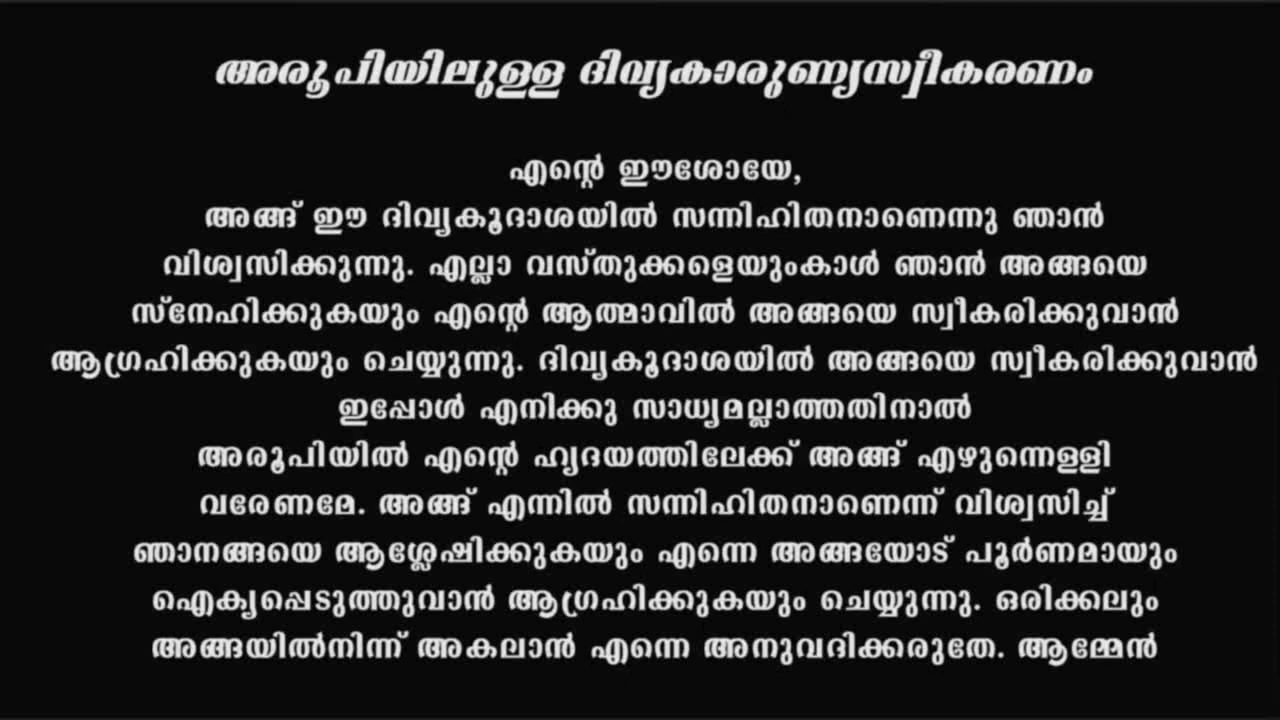 അരൂപിയിലുള്ള ദിവ്യകാരുണ്യസ്വീകരണം
എന്റെ ഈശോയേ,
അങ്ങ് ഈ ദിവ്യകൂദാശയിൽ സന്നിഹിതനാണെന്നു ഞാൻ
വിശ്വസിക്കുന്നു. എല്ലാ വസ്തുക്കളെയുംകാൾ ഞാൻ അങ്ങയെ
സ്നേഹിക്കുകയും എന്റെ ആത്മാവിൽ അങ്ങയെ സ്വീകരിക്കുവാൻ
ആഗ്രഹിക്കുകയും ചെയ്യുന്നു. ദിവ്യകൂദാശയിൽ അങ്ങയെ സ്വീകരിക്കുവാൻ
ഇപ്പോൾ എനിക്കു സാധ്യമല്ലാത്തതിനാൽ
അരൂപിയിൽ എന്റെ ഹൃദയത്തിലേക്ക് അങ്ങ് എഴുന്നെള്ളി
വരേണമേ. അങ്ങ് എന്നിൽ സന്നിഹിതനാണെന്ന് വിശ്വസിച്ച്
ഞാനങ്ങയെ ആശ്ലേഷിക്കുകയും എന്നെ അങ്ങയോട് പൂർണമായും
ഐക്യപ്പെടുത്തുവാൻ ആഗ്രഹിക്കുകയും ചെയ്യുന്നു. ഒരിക്കലും
അങ്ങയിൽനിന്ന് അകലാൻ എന്നെ അനുവദിക്കരുതേ. ആമ്മേൻ